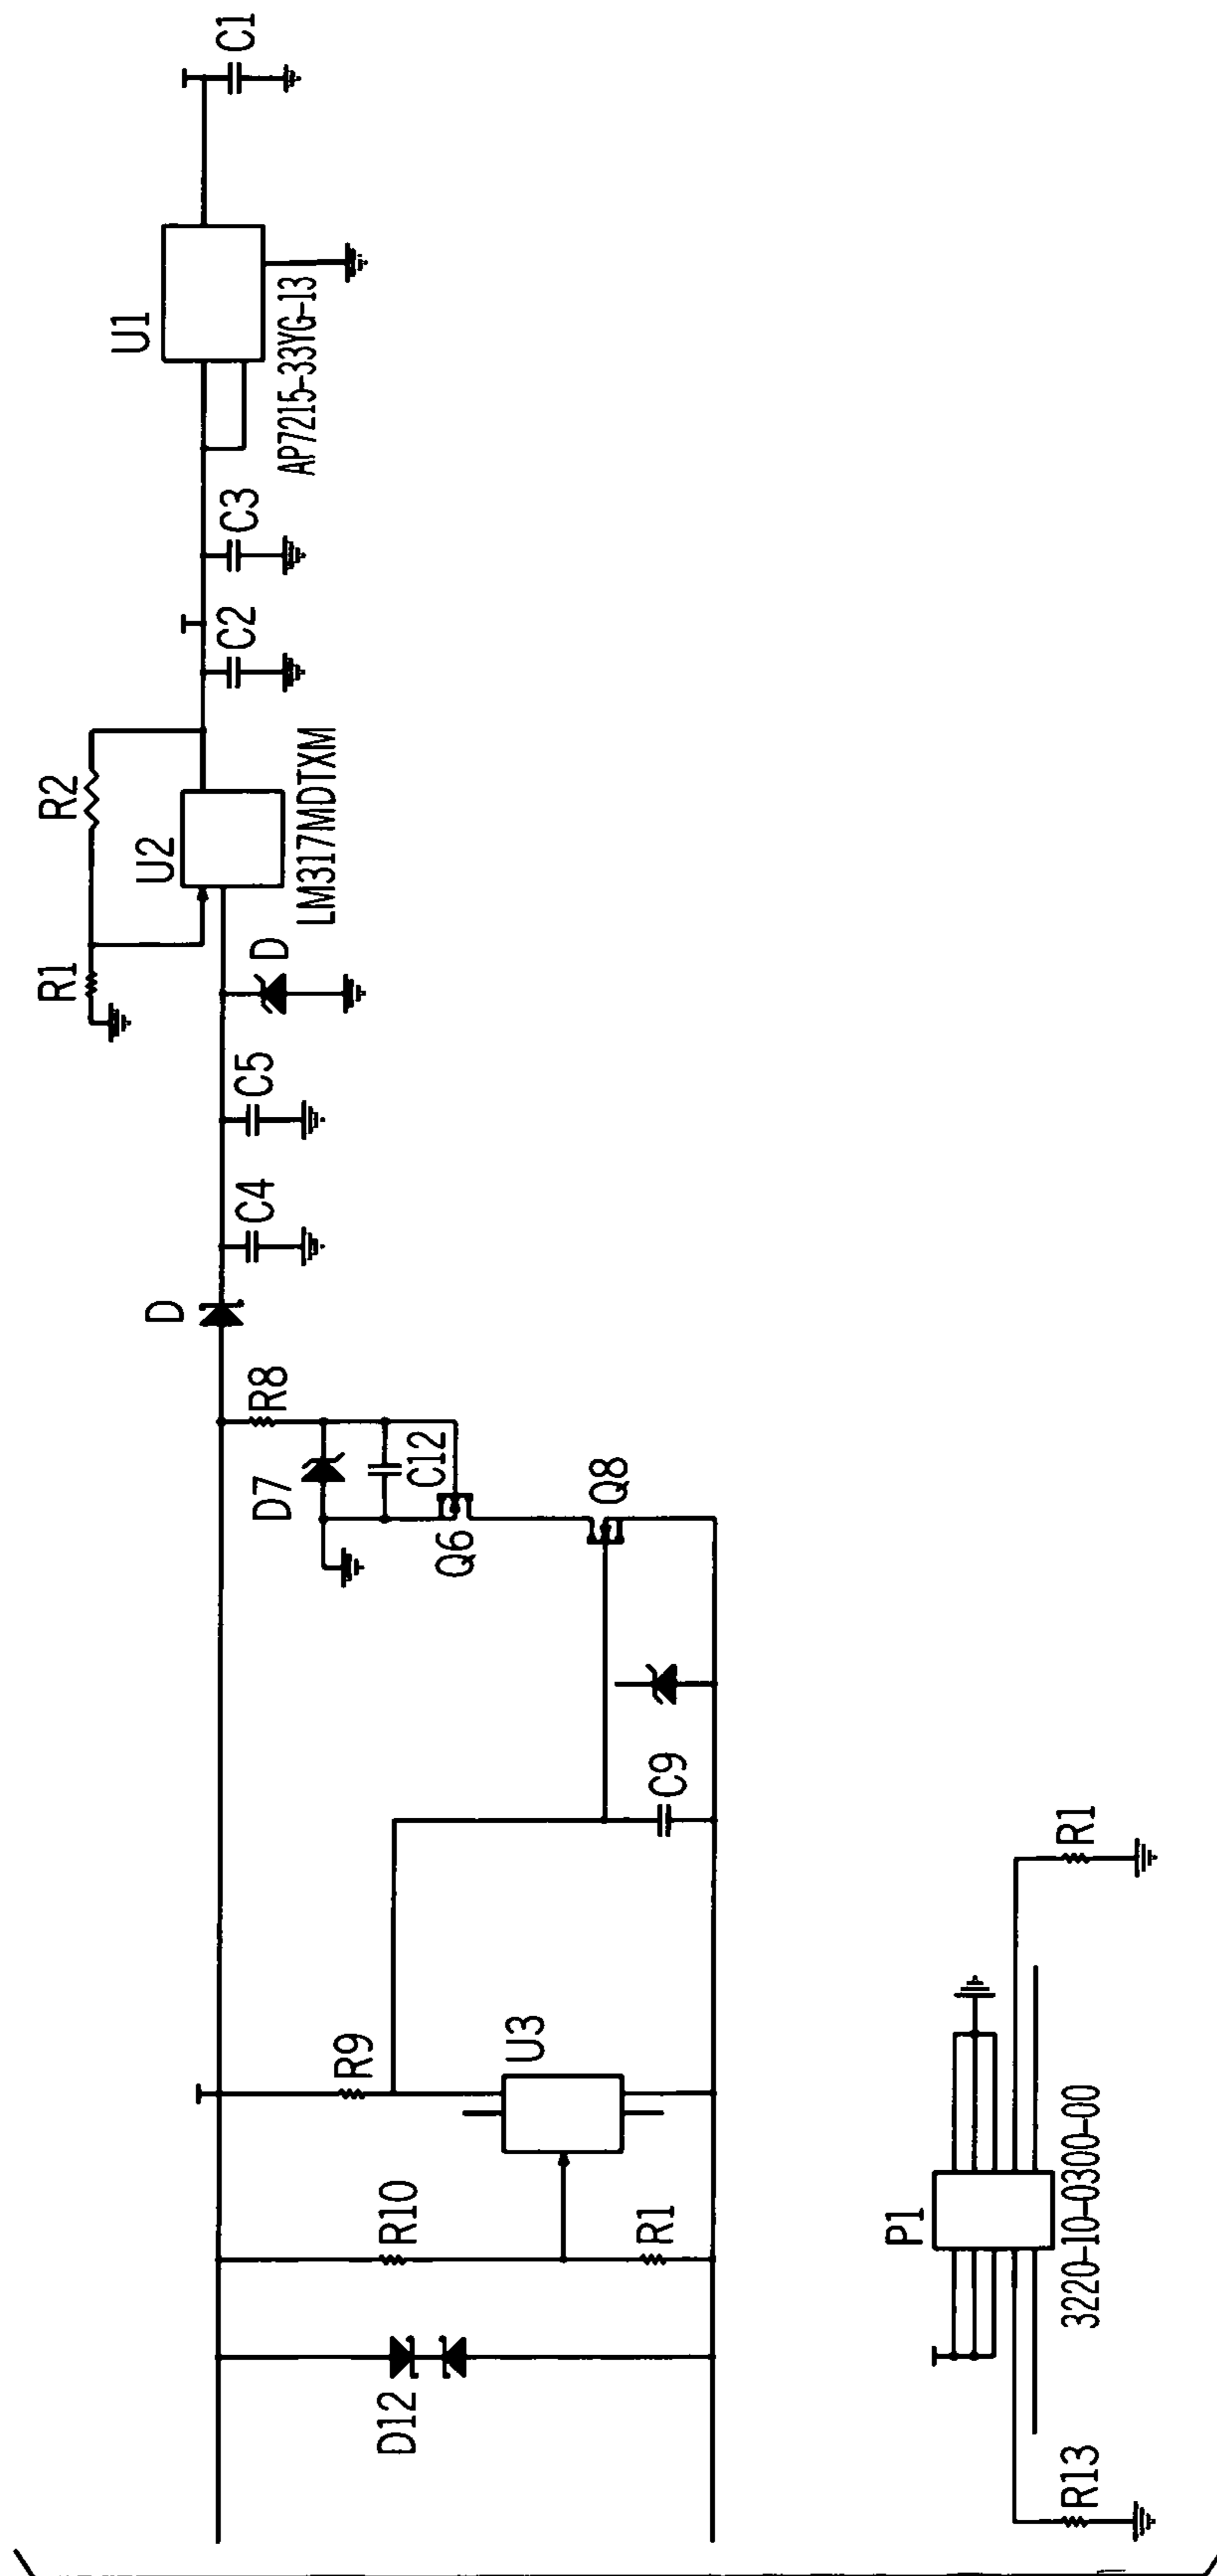 D12
R10
R1
R9
U3
C9
Q8
Q6
D7
C12
R8
D
C4
C5
D
R1
R2
U2
LM317MDTXM
C2
C3
U1
AP7215-33YG-13
C1
R13
P1
3220-10-0300-00
R1